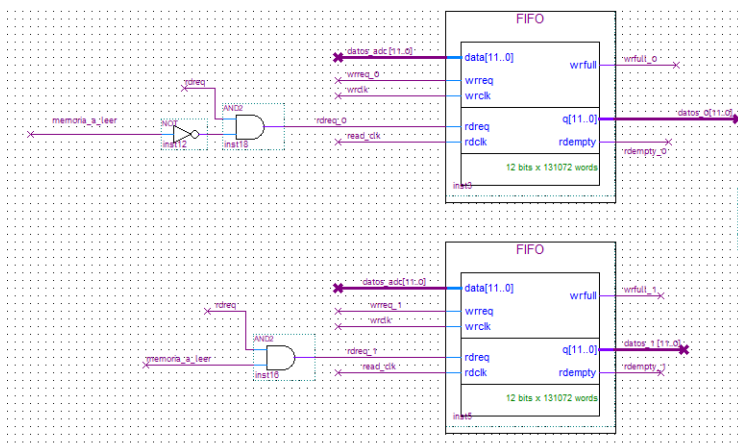 FIFO
datos_adc[11..0]
data[11..0]
wrfull
wrfull_0
wrreq_0
wrreq
wrclk
wrclk
rdreq
AND2
memoria_a_leer
NOT
inst12
inst18
rdreq_0
rdreq
q[11..0]
datos_0[11..0]
read_clk
rdclk
rdempty
rdempty_0
12 bits x 131072 words
inst3
FIFO
datos_adc[11..0]
data[11..0]
wrfull
wrfull_1
wrreq_1
wrreq
wrclk
wrclk
rdreq
AND2
memoria_a_leer
inst16
rdreq_1
rdreq
q[11..0]
datos_1[11..0]
read_clk
rdclk
rdempty
rdempty_1
12 bits x 131072 words
inst5